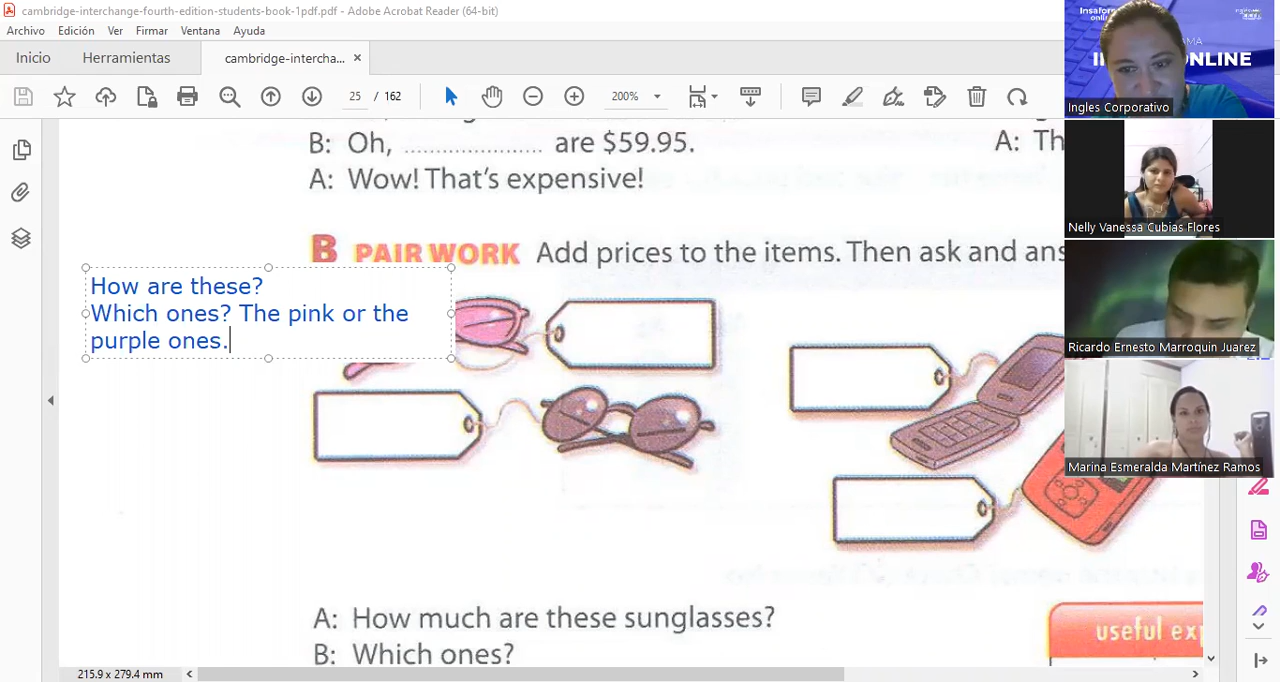 cambridge-interchange-fourth-edition-students-book-1pdf.pdf - Adobe Acrobat Reader (64-bit)
Archivo Edición Ver Firmar Ventana Ayuda
Inicio Herramientas cambridge-intercha... ×
25 / 162 200%
B: Oh, .................... are $59.95.
A: Th
A: Wow! That's expensive!
B PAIR WORK Add prices to the items. Then ask and ans
How are these?
Which ones? The pink or the
purple ones.
A: How much are these sunglasses?
B: Which ones?
useful exp
215.9 x 279.4 mm
ONLINE
Ingles Corporativo
Nelly Vanessa Cubias Flores
Ricardo Ernesto Marroquin Juarez
Marina Esmeralda Martínez Ramos